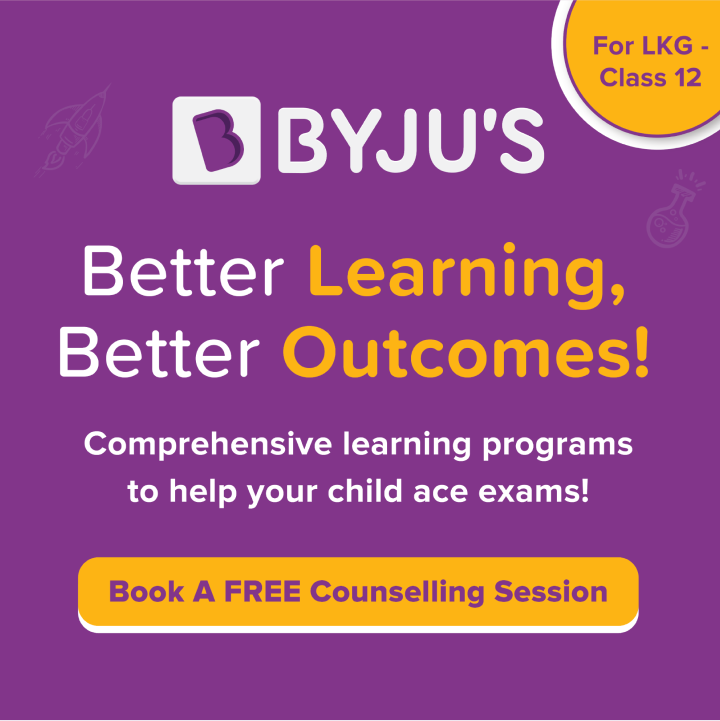 For LKG -
Class 12
BYJU'S
Better Learning,
Better Outcomes!
Comprehensive learning programs
to help your child ace exams!
Book A FREE Counselling Session